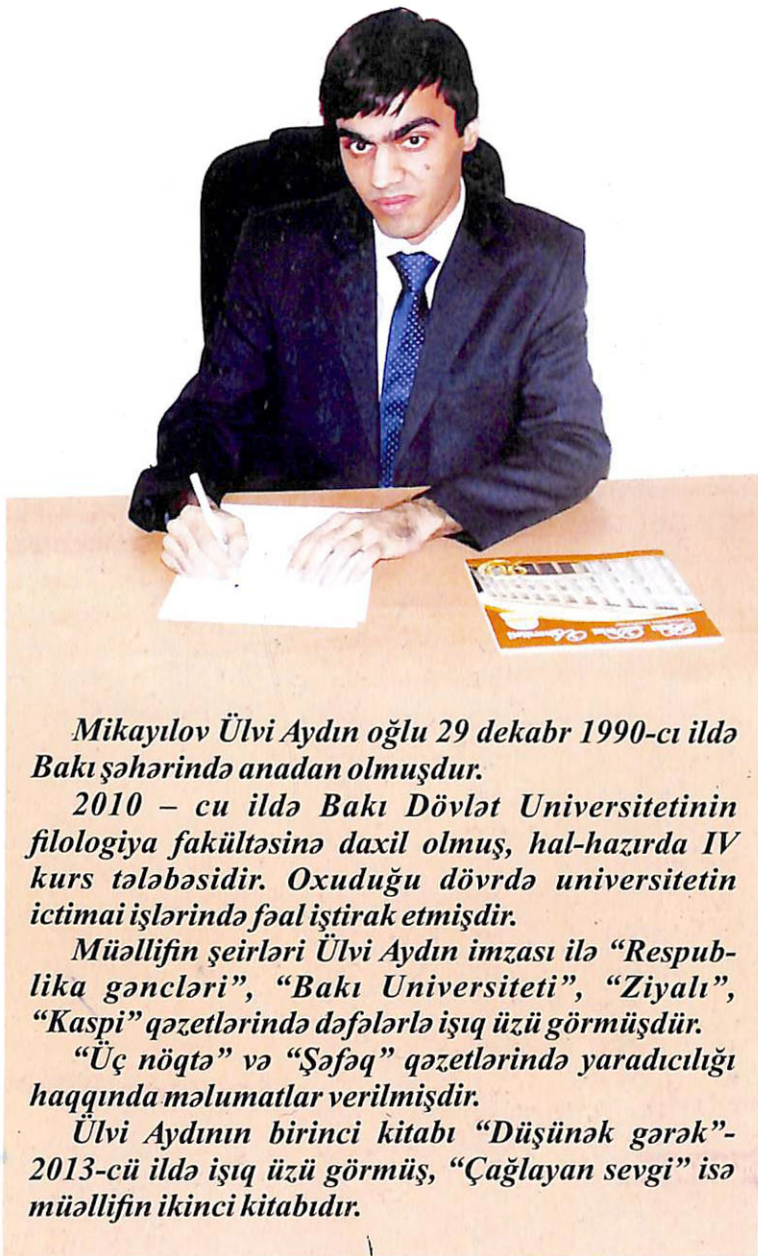 Mikayılov Ülvi Aydın oğlu 29 dekabr 1990-cı ildə
Bakı şəhərində anadan olmuşdur.
2010 – cu ildə Bakı Dövlət Universitetinin
filologiya fakültəsinə daxil olmuş, hal-hazırda IV
kurs tələbəsidir. Oxuduğu dövrdə universitetin
ictimai işlərində fəal iştirak etmişdir.
Müəllifin şeirləri Ülvi Aydın imzası ilə “Respub-
lika gəncləri”, “Bakı Universiteti”, “Ziyalı”,
“Kaspi” qəzetlərində dəfələrlə işıq üzü görmüşdür.
“Üç nöqtə” və “Şəfəq” qəzetlərində yaradıcılığı
haqqında məlumatlar verilmişdir.
Ülvi Aydının birinci kitabı “Düşünək gərək”-
2013-cü ildə işıq üzü görmüş, “Çağlayan sevgi” isə
müəllifin ikinci kitabıdır.